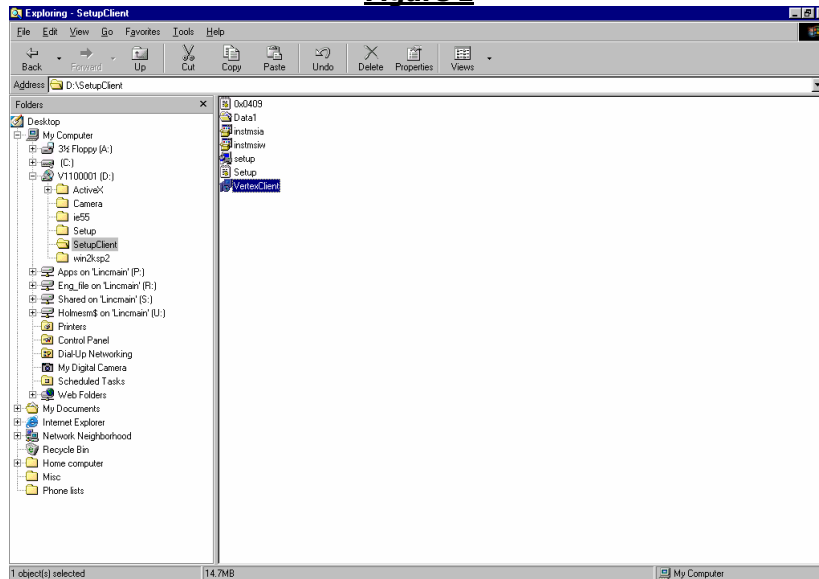 Exploring - SetupClient
File Edit View Go Favorites Tools Help
Back Forward Up Cut Copy Paste Undo Delete Properties Views
Address D:\SetupClient
Folders
Desktop
My Computer
3½ Floppy (A:)
(C:)
V1100001 (D:)
ActiveX
Camera
ie55
Setup
SetupClient
win2ksp2
Apps on 'Lincmain' (P:)
Eng_file on 'Lincmain' (R:)
Shared on 'Lincmain' (S:)
Holmesm$ on 'Lincmain' (U:)
Printers
Control Panel
Dial-Up Networking
My Digital Camera
Scheduled Tasks
Web Folders
My Documents
Internet Explorer
Network Neighborhood
Recycle Bin
Home computer
Misc
Phone lists
0x0409
Data1
instmsia
instmsiw
setup
Setup
VertexClient
1 object(s) selected
14.7MB
My Computer